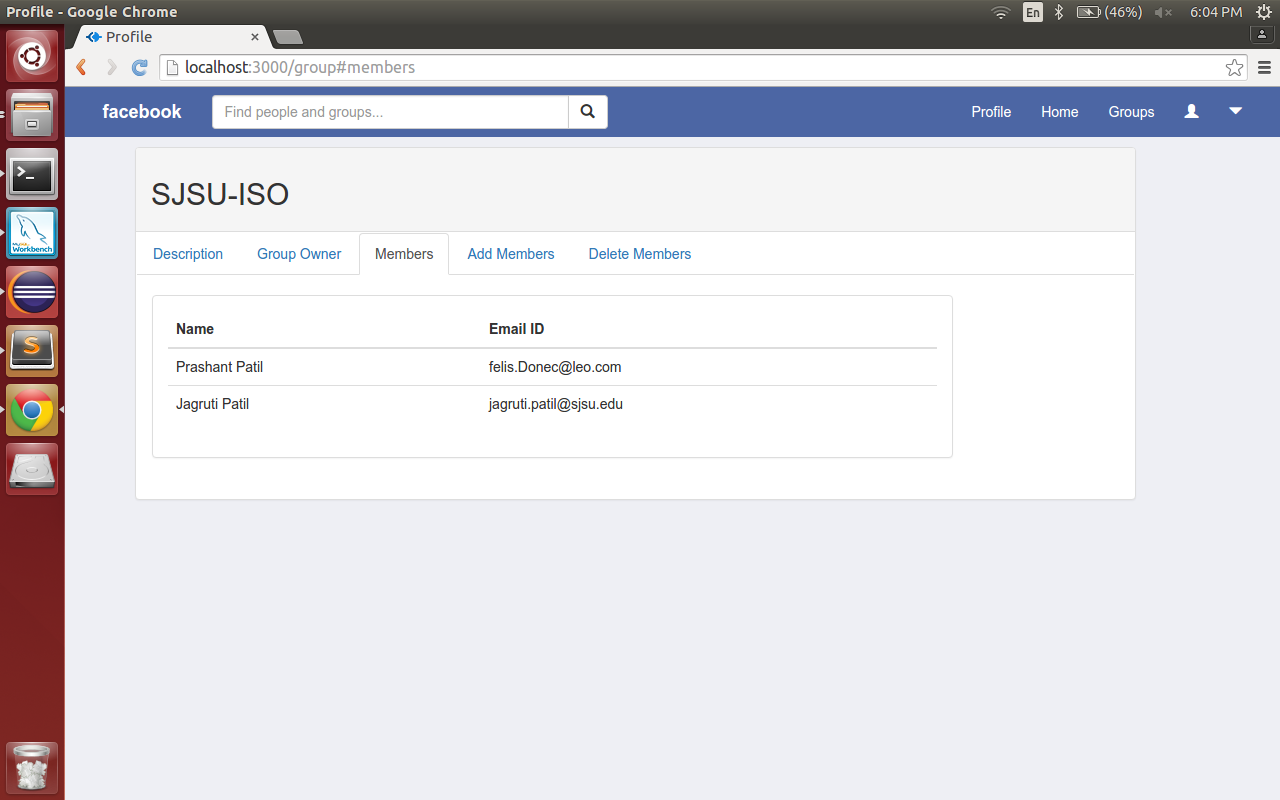 Profile - Google Chrome
En
(46%)
6:04 PM
Profile
localhost:3000/group#members
facebook
Find people and groups...
Profile
Home
Groups
SJSU-ISO
Description
Group Owner
Members
Add Members
Delete Members
Name
Email ID
Prashant Patil
felis.Donec@leo.com
Jagruti Patil
jagruti.patil@sjsu.edu
Workbench
S